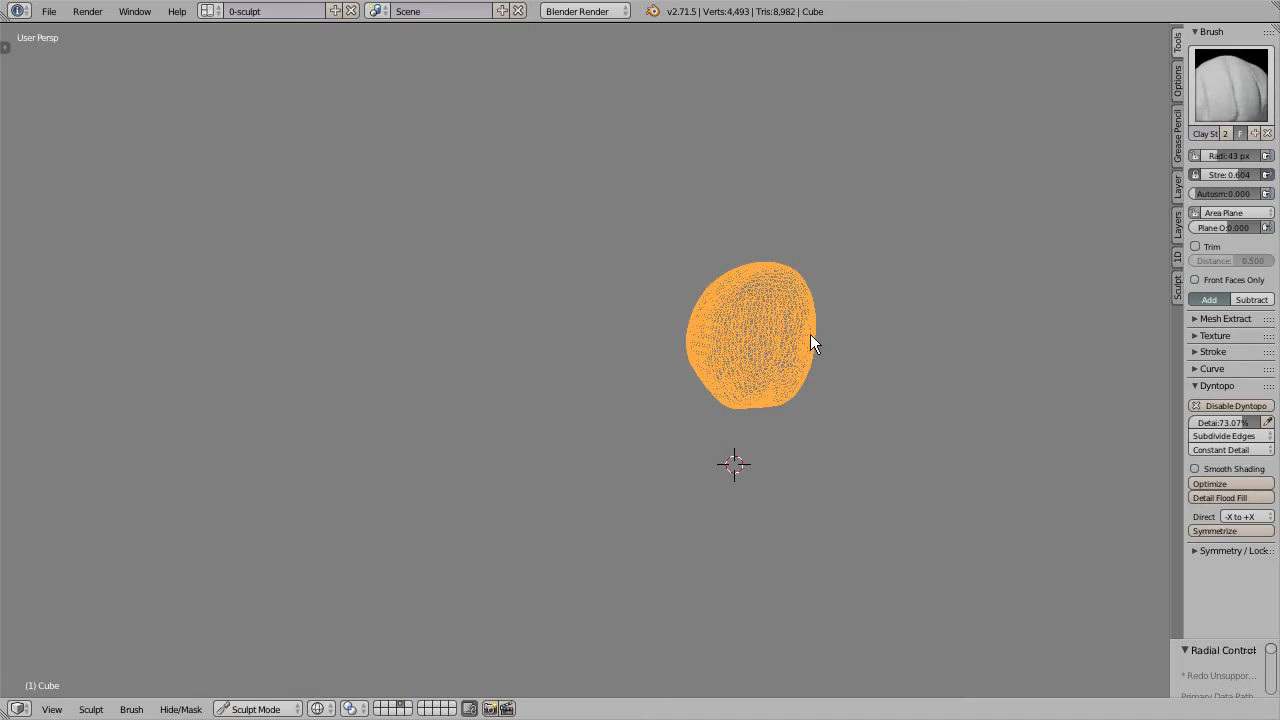 File Render Window Help 0-sculpt Scene Blender Render v2.71.5 | Verts:4,493 | Tris:8,982 | Cube
User Persp
Brush
Tools
Options
Grease Pencil
Layer
Layers
1D
Sculpt
Clay St 2 F
Radi:43 px
Stre: 0.604
Autosm:0.000
Area Plane
Plane O:0.000
Trim
Distance: 0.500
Front Faces Only
Add Subtract
Mesh Extract
Texture
Stroke
Curve
Dyntopo
Disable Dyntopo
Detai:73.07%
Subdivide Edges
Constant Detail
Smooth Shading
Optimize
Detail Flood Fill
Direct -X to +X
Symmetrize
Symmetry / Lock
Radial Control
* Redo Unsuppor...
Primary Data Path
(1) Cube
View Sculpt Brush Hide/Mask Sculpt Mode